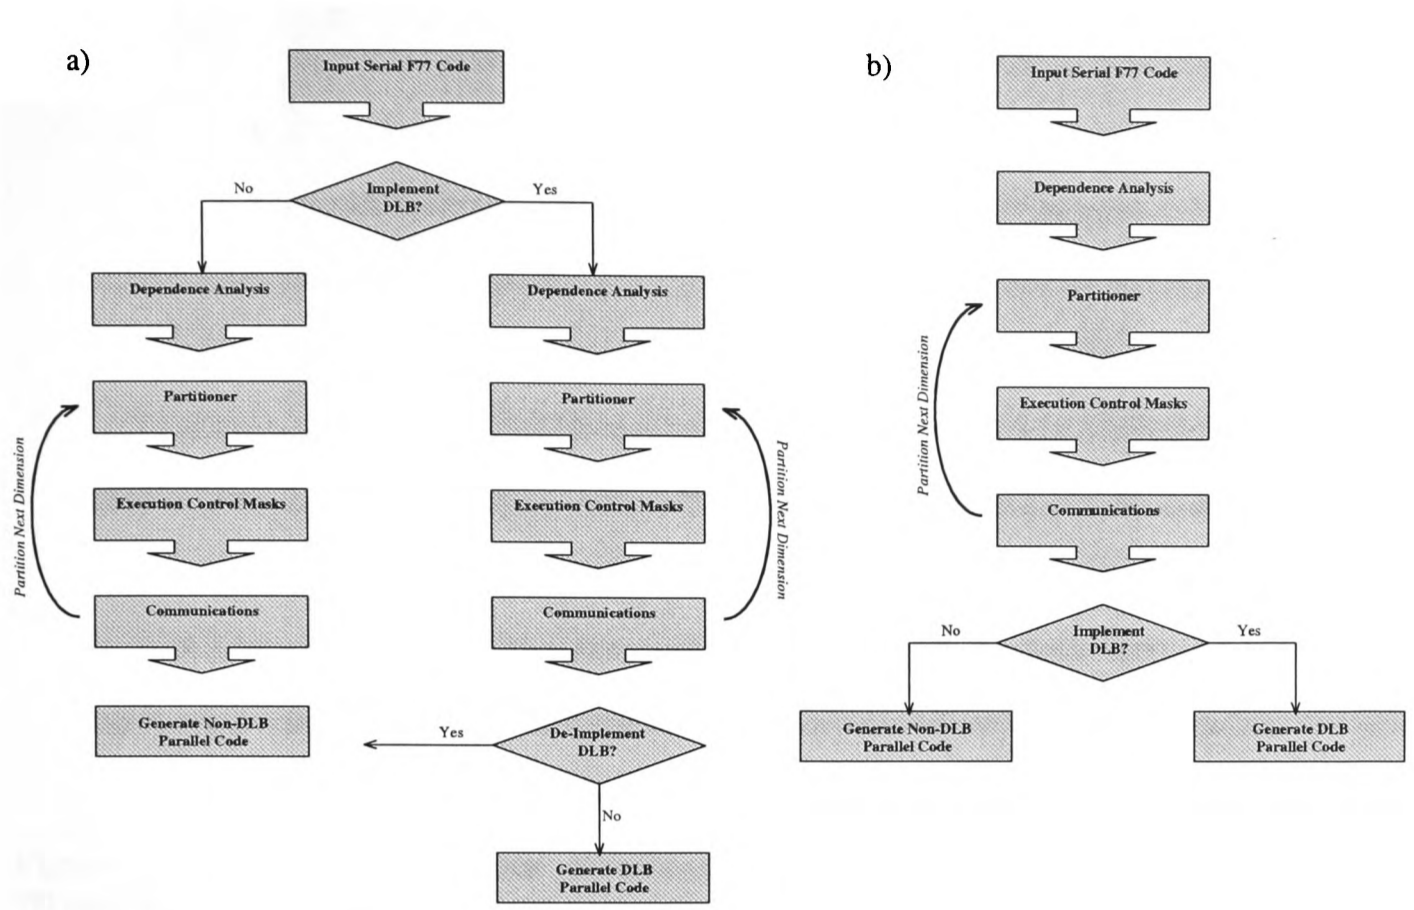 a)
Input Serial F77 Code
No
Implement
DLB?
Yes
Dependence Analysis
Dependence Analysis
Partitioner
Partitioner
Partition Next Dimension
Partition Next Dimension
Execution Control Masks
Execution Control Masks
Communications
Communications
Generate Non-DLB
Parallel Code
Yes
De-Implement
DLB?
No
Generate DLB
Parallel Code
b)
Input Serial F77 Code
Dependence Analysis
Partitioner
Partition Next Dimension
Execution Control Masks
Communications
No
Implement
DLB?
Yes
Generate Non-DLB
Parallel Code
Generate DLB
Parallel Code